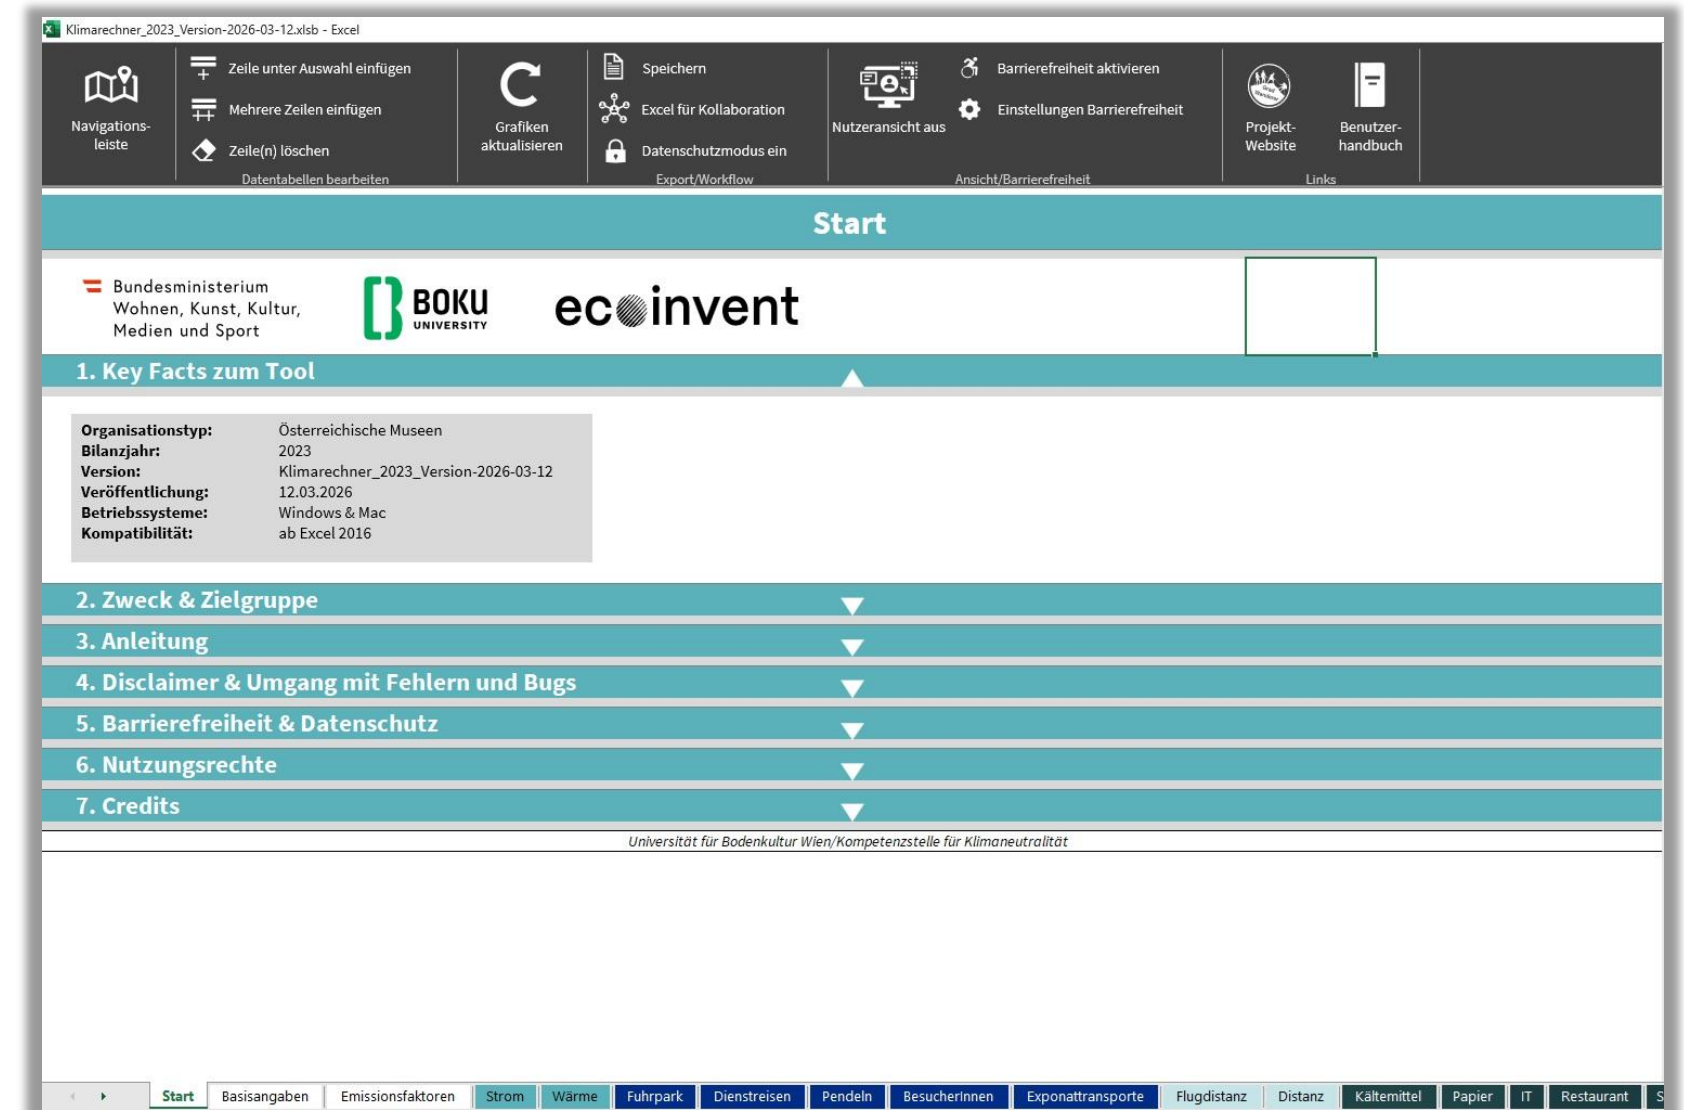 Klimarechner_2023_Version-2026-03-12.xlsb - Excel
Navigations-
leiste
Zeile unter Auswahl einfügen
Mehrere Zeilen einfügen
Zeile(n) löschen
Datentabellen bearbeiten
Grafiken
aktualisieren
Speichern
Excel für Kollaboration
Datenschutzmodus ein
Export/Workflow
Nutzeransicht aus
Barrierefreiheit aktivieren
Einstellungen Barrierefreiheit
Ansicht/Barrierefreiheit
Projekt-
Website
Benutzer-
handbuch
Links
Start
Bundesministerium
Wohnen, Kunst, Kultur,
Medien und Sport
BOKU
UNIVERSITY
ecoinvent
1. Key Facts zum Tool
Organisationstyp: Österreichische Museen
Bilanzjahr: 2023
Version: Klimarechner_2023_Version-2026-03-12
Veröffentlichung: 12.03.2026
Betriebssysteme: Windows & Mac
Kompatibilität: ab Excel 2016
2. Zweck & Zielgruppe
3. Anleitung
4. Disclaimer & Umgang mit Fehlern und Bugs
5. Barrierefreiheit & Datenschutz
6. Nutzungsrechte
7. Credits
Universität für Bodenkultur Wien/Kompetenzstelle für Klimaneutralität
Start Basisangaben Emissionsfaktoren Strom Wärme Fuhrpark Dienstreisen Pendeln BesucherInnen Exponattransporte Flugdistanz Distanz Kältemittel Papier IT Restaurant S